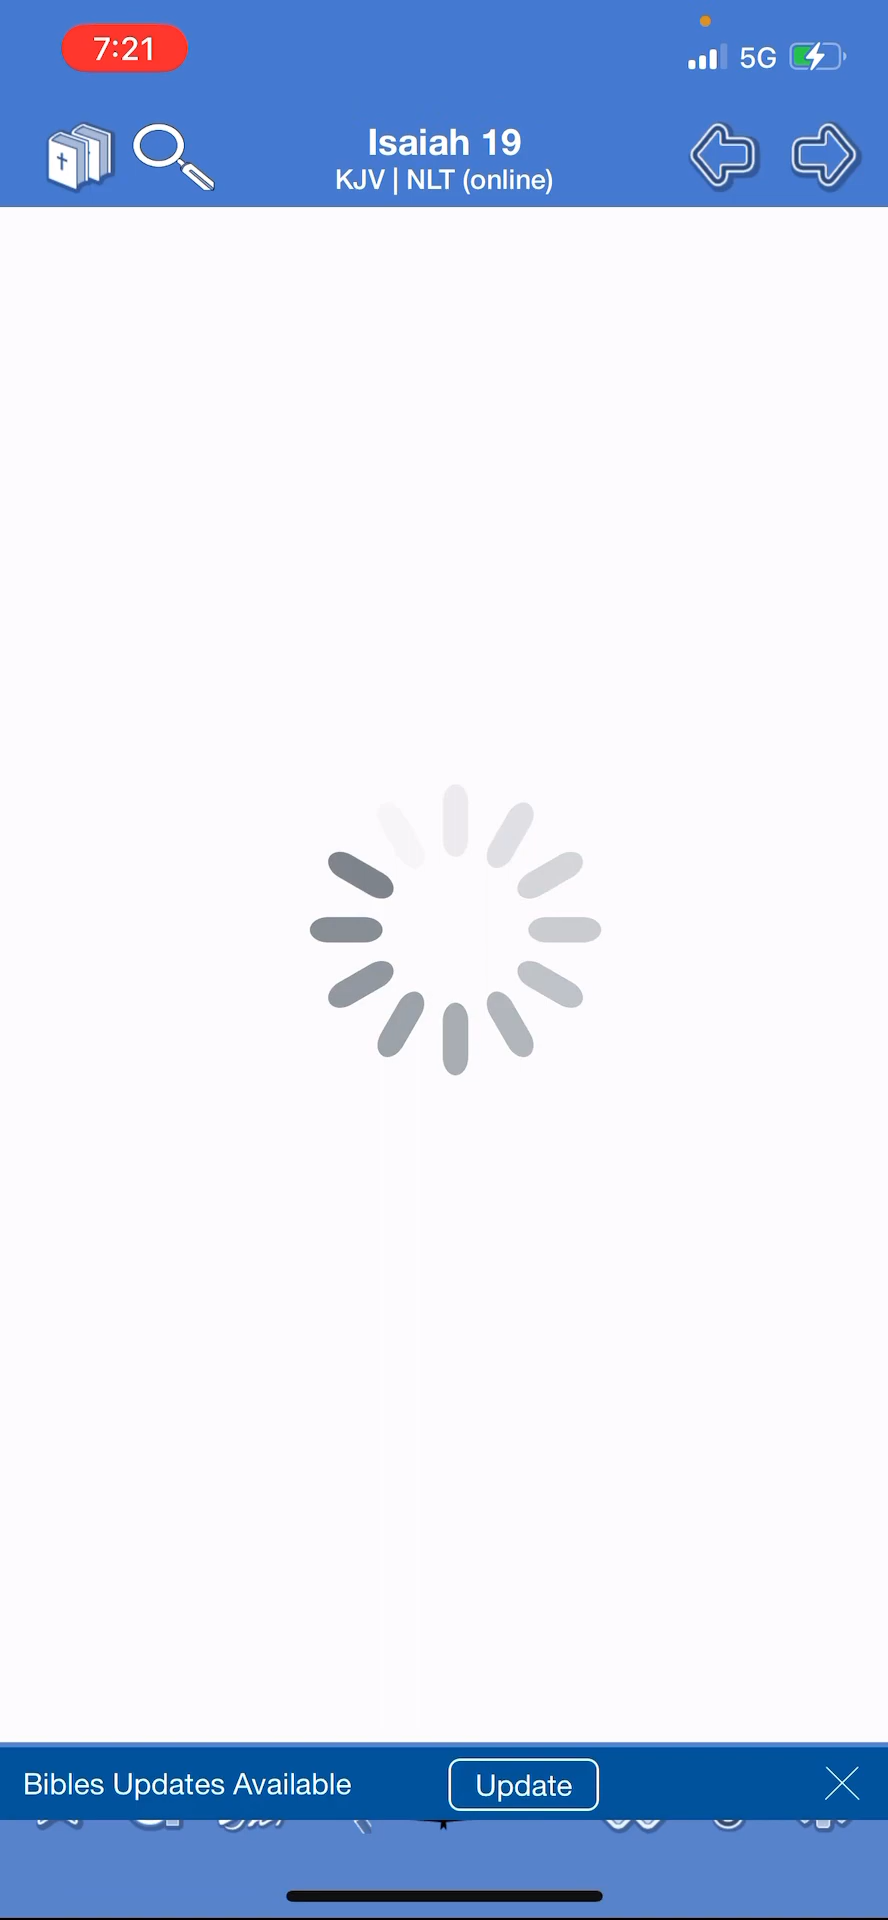 7:21
5G
Isaiah 19
KJV | NLT (online)
Bibles Updates Available
Update